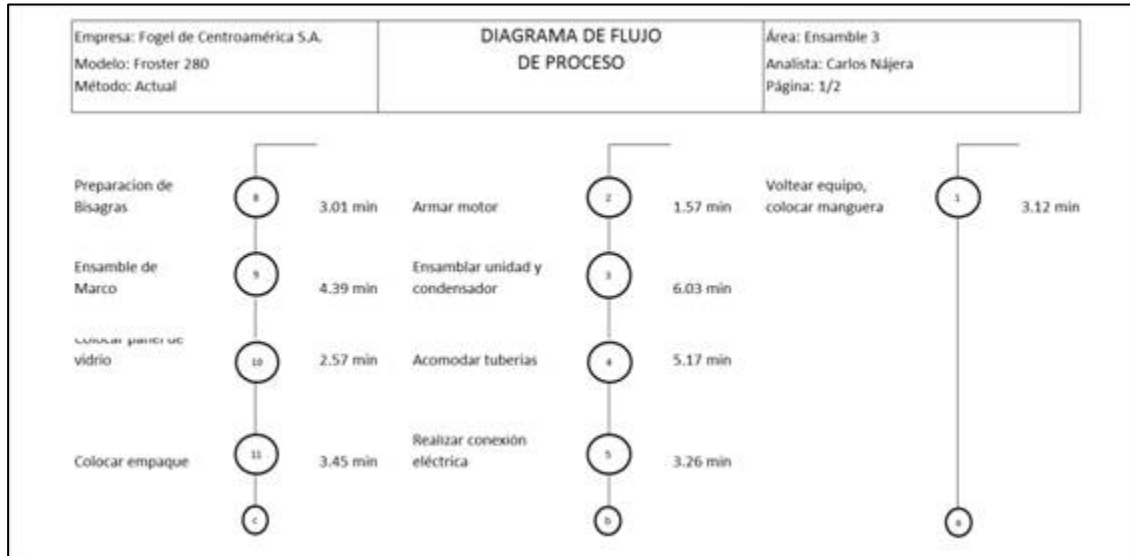 Empresa: Fogel de Centroamérica S.A.
Modelo: Froster 280
Método: Actual
DIAGRAMA DE FLUJO
DE PROCESO
Área: Ensamble 3
Analista: Carlos Nájera
Página: 1/2
Preparacion de
Bisagras
8
3.01 min
Ensamble de
Marco
9
4.39 min
Colocar panel de
vidrio
10
2.57 min
Colocar empaque
11
3.45 min
c
Armar motor
2
1.57 min
Ensamblar unidad y
condensador
3
6.03 min
Acomodar tuberias
4
5.17 min
Realizar conexión
eléctrica
5
3.26 min
b
Voltear equipo,
colocar manguera
1
3.12 min
a